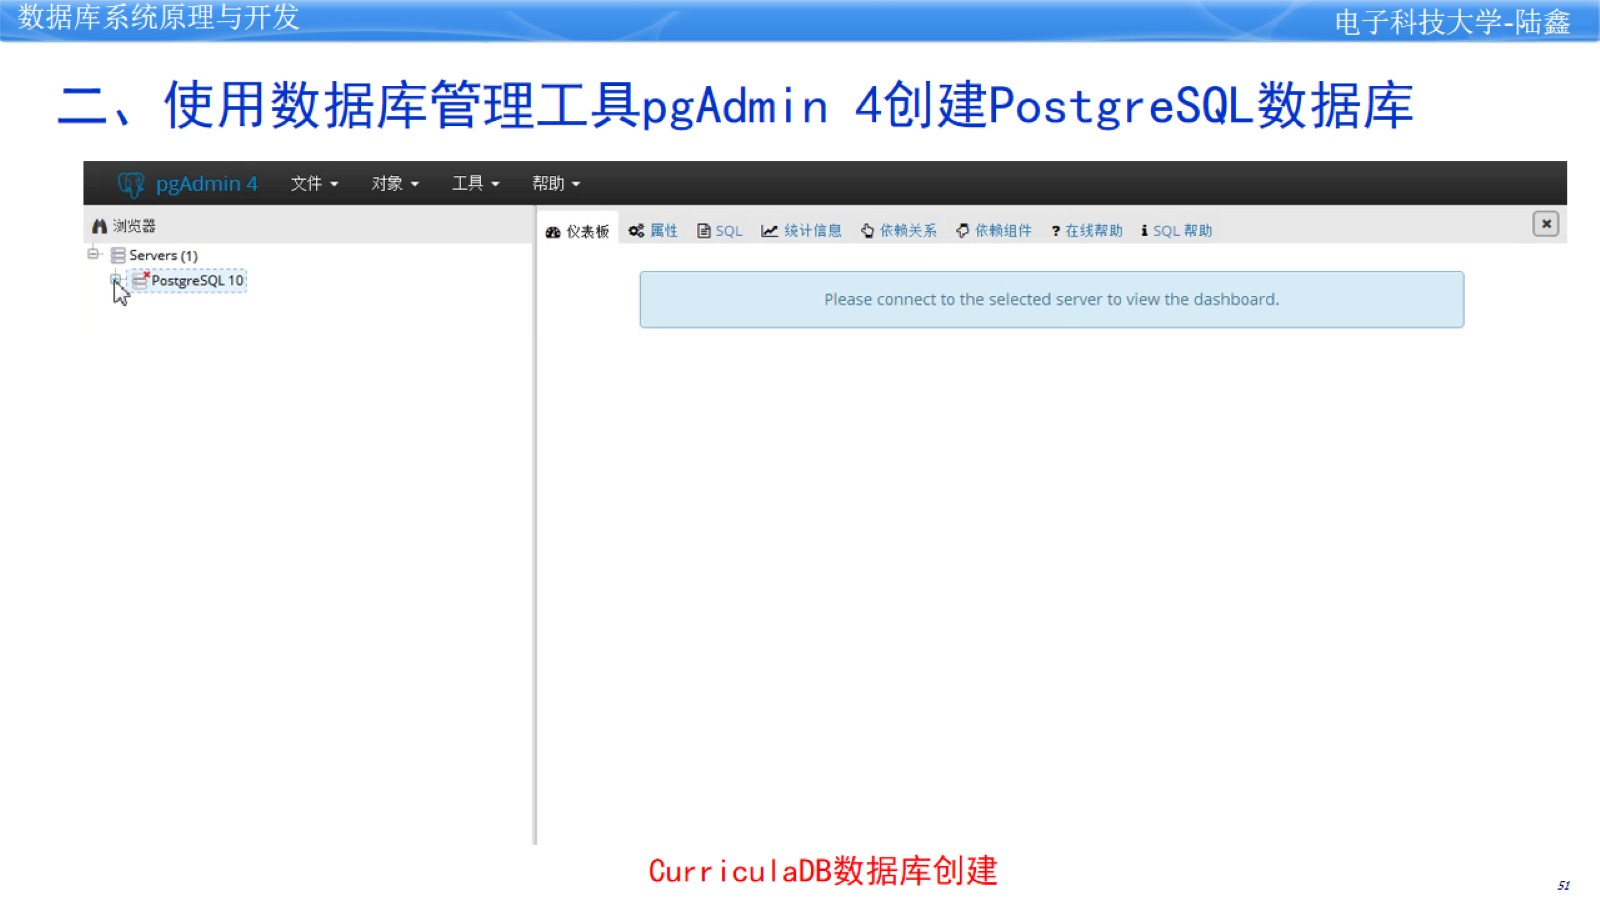 数据库系统原理与开发
电子科技大学-陆鑫
二、使用数据库管理工具pgAdmin 4创建PostgreSQL数据库
pgAdmin 4 文件 对象 工具 帮助
浏览器
仪表板 属性 SQL 统计信息 依赖关系 依赖组件 ? 在线帮助 i SQL 帮助
Servers (1)
PostgreSQL 10
Please connect to the selected server to view the dashboard.
CurriculaDB数据库创建
51